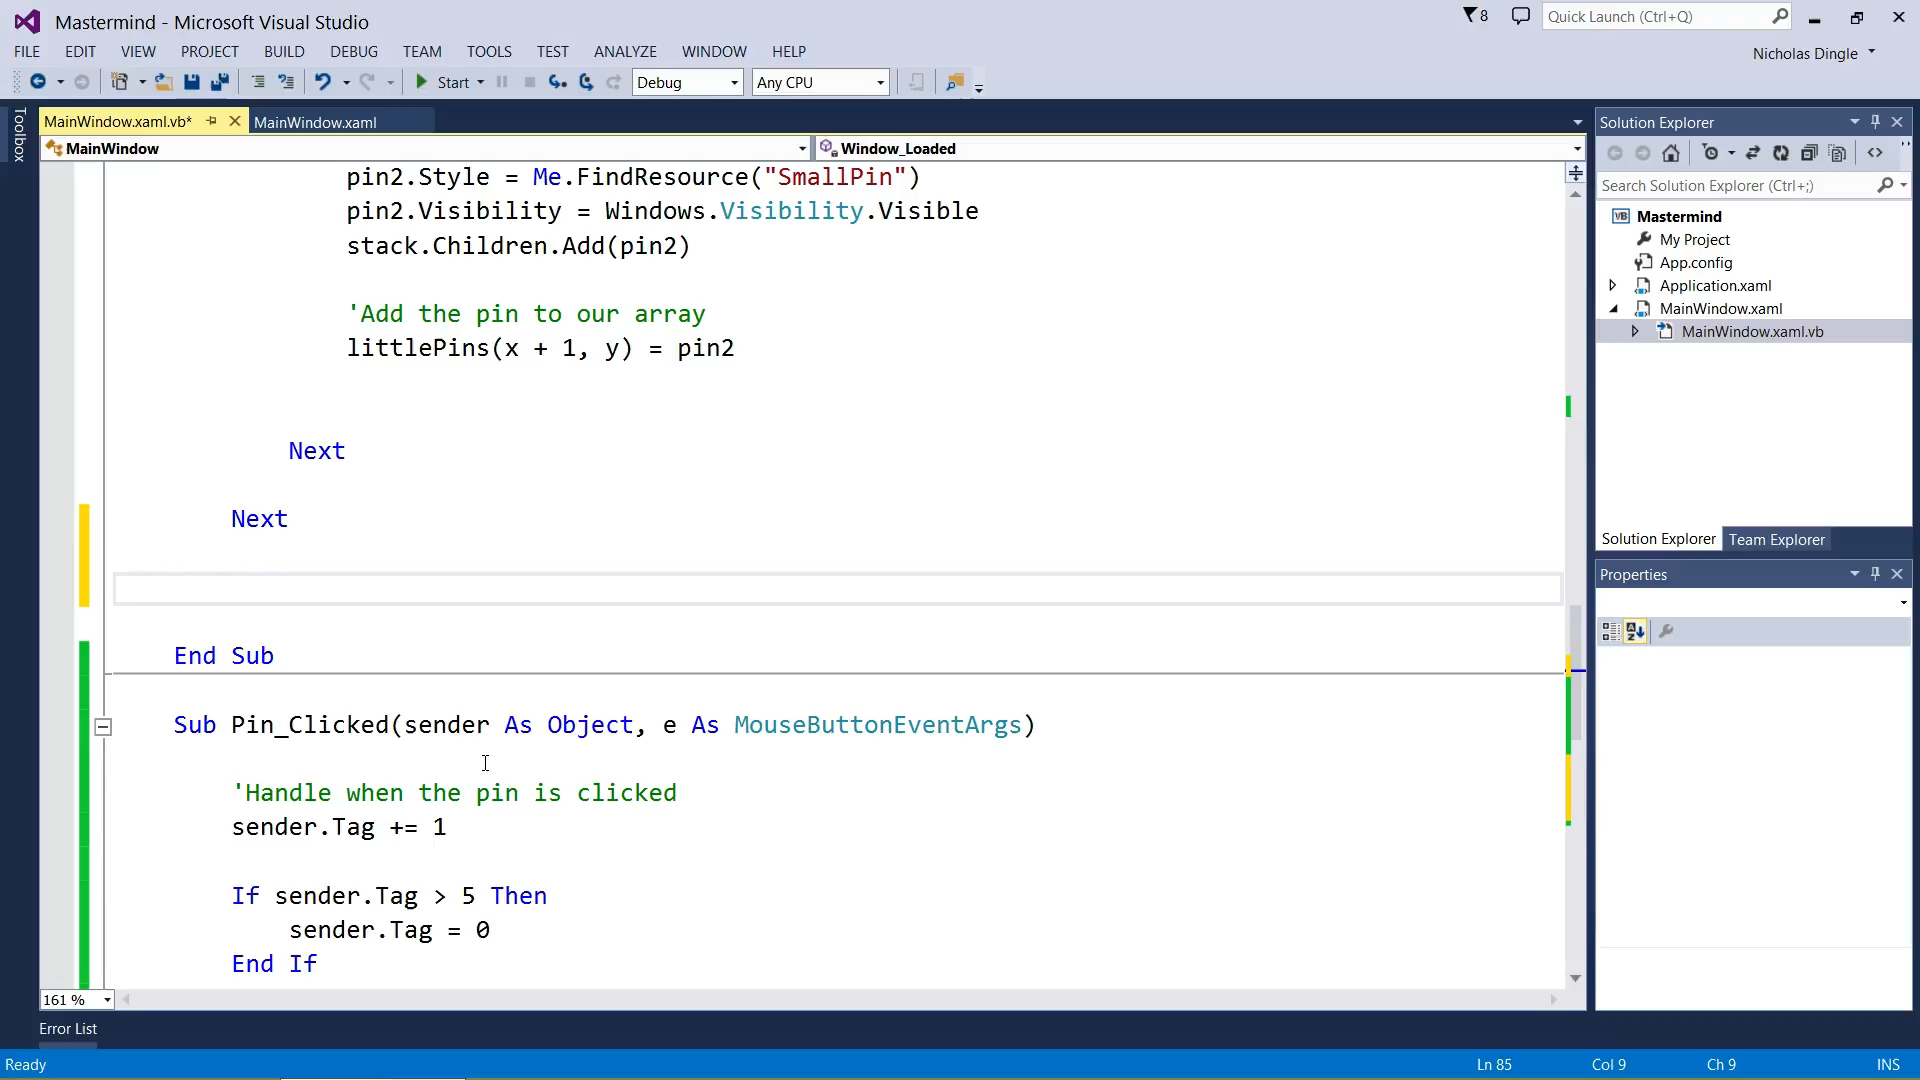 Mastermind - Microsoft Visual Studio
8
Quick Launch (Ctrl+Q)
FILE EDIT VIEW PROJECT BUILD DEBUG TEAM TOOLS TEST ANALYZE WINDOW HELP
Nicholas Dingle
Start
Debug
Any CPU
Toolbox
MainWindow.xaml.vb*
MainWindow.xaml
MainWindow
Window_Loaded
pin2.Style = Me.FindResource("SmallPin")
pin2.Visibility = Windows.Visibility.Visible
stack.Children.Add(pin2)
'Add the pin to our array
littlePins(x + 1, y) = pin2
Next
Next
End Sub
Sub Pin_Clicked(sender As Object, e As MouseButtonEventArgs)
'Handle when the pin is clicked
sender.Tag += 1
If sender.Tag > 5 Then
sender.Tag = 0
End If
161 %
Solution Explorer
Search Solution Explorer (Ctrl+;)
VB Mastermind
My Project
App.config
Application.xaml
MainWindow.xaml
MainWindow.xaml.vb
Solution Explorer
Team Explorer
Properties
Error List
Ready
Ln 85
Col 9
Ch 9
INS